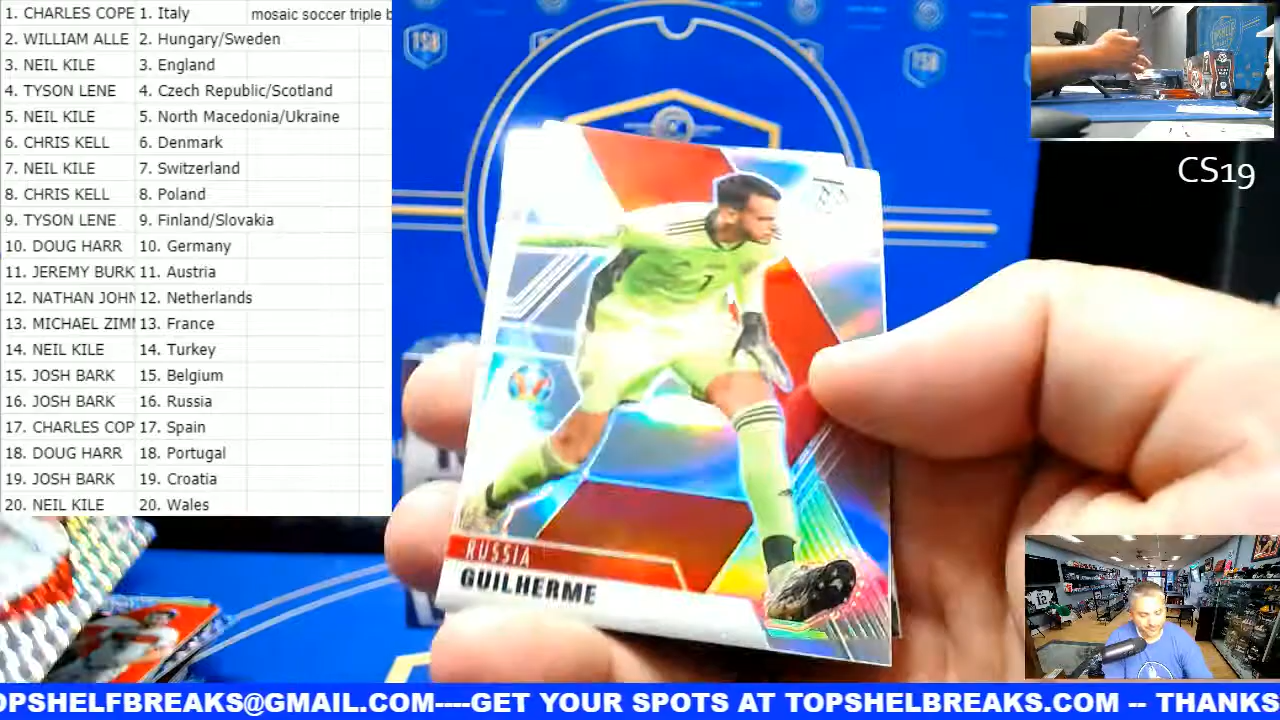 1. CHARLES COPE 1. Italy mosaic soccer triple b
2. WILLIAM ALLE 2. Hungary/Sweden
3. NEIL KILE 3. England
4. TYSON LENE 4. Czech Republic/Scotland
5. NEIL KILE 5. North Macedonia/Ukraine
6. CHRIS KELL 6. Denmark
7. NEIL KILE 7. Switzerland
8. CHRIS KELL 8. Poland
9. TYSON LENE 9. Finland/Slovakia
10. DOUG HARR 10. Germany
11. JEREMY BURK 11. Austria
12. NATHAN JOHN 12. Netherlands
13. MICHAEL ZIMI 13. France
14. NEIL KILE 14. Turkey
15. JOSH BARK 15. Belgium
16. JOSH BARK 16. Russia
17. CHARLES COP 17. Spain
18. DOUG HARR 18. Portugal
19. JOSH BARK 19. Croatia
20. NEIL KILE 20. Wales
TSB
TSB
CS19
RUSSIA
GUILHERME
OPSHELFBREAKS@GMAIL.COM----GET YOUR SPOTS AT TOPSHELBREAKS.COM -- THANKS